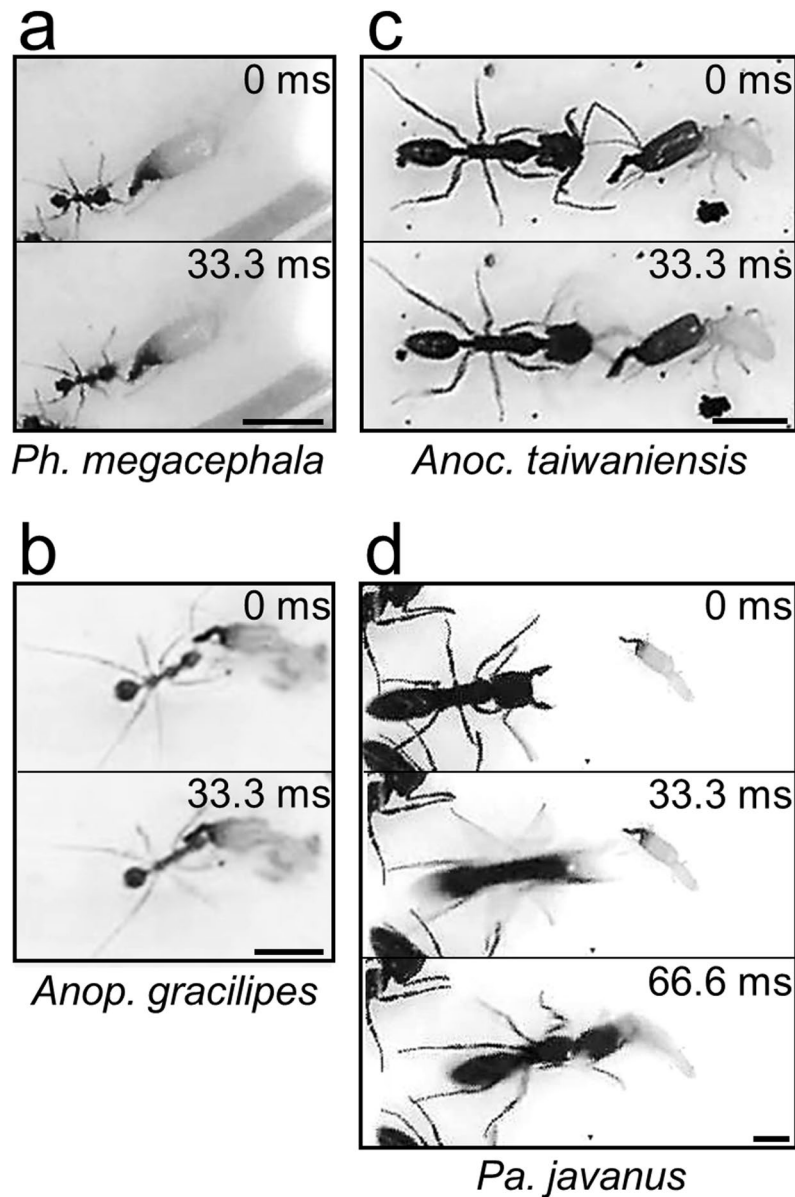 a
0 ms
33.3 ms
Ph. megacephala
b
0 ms
33.3 ms
Anop. gracilipes
c
0 ms
33.3 ms
Anoc. taiwaniensis
d
0 ms
33.3 ms
66.6 ms
Pa. javanus